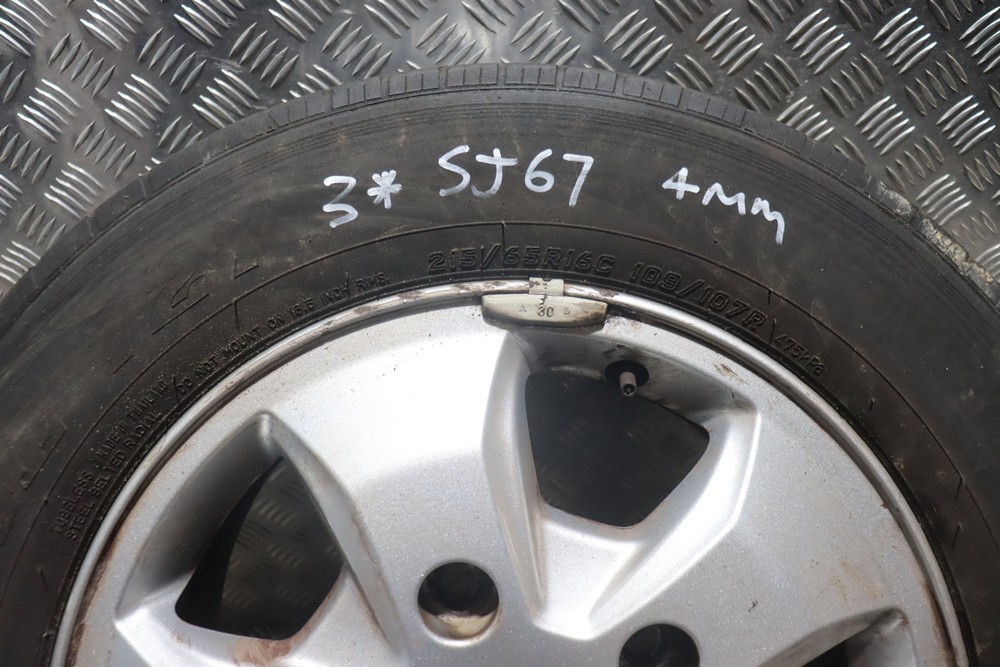 3* SJ67 4mm
215/65R16C 109/107R 475kPa
30
DO NOT MOUNT ON 16.5 INCH RIMS.
TUBELESS
STEEL BELTED RADIAL